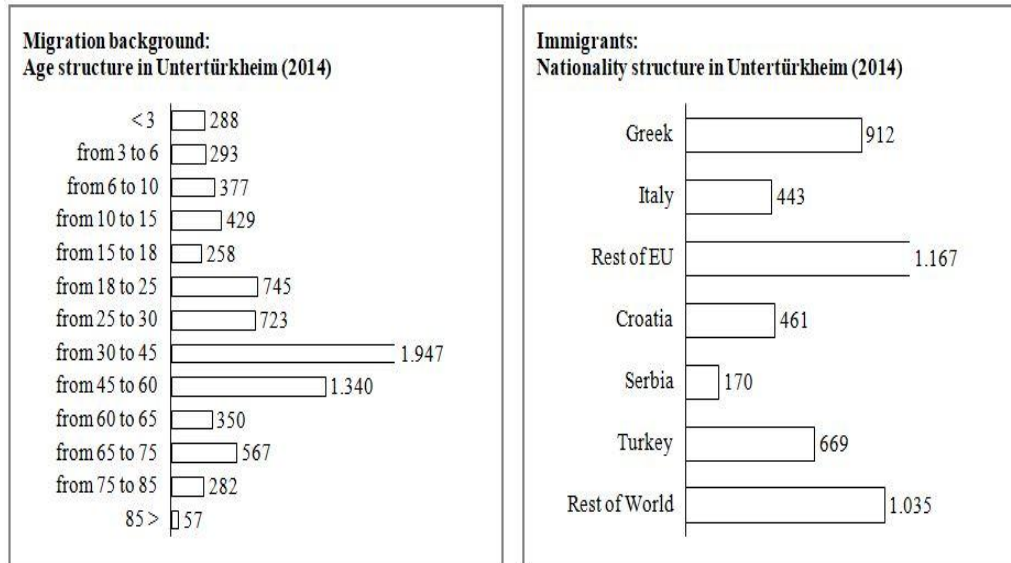 Migration background:
Age structure in Untertürkheim (2014)
< 3 288
from 3 to 6 293
from 6 to 10 377
from 10 to 15 429
from 15 to 18 258
from 18 to 25 745
from 25 to 30 723
from 30 to 45 1.947
from 45 to 60 1.340
from 60 to 65 350
from 65 to 75 567
from 75 to 85 282
85 > 57
Immigrants:
Nationality structure in Untertürkheim (2014)
Greek 912
Italy 443
Rest of EU 1.167
Croatia 461
Serbia 170
Turkey 669
Rest of World 1.035